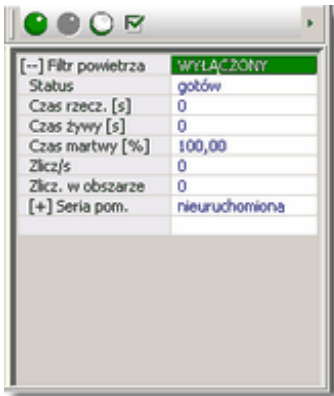 [--] Filtr powietrza WYŁĄCZONY
Status gotów
Czas rzecz. [s] 0
Czas żywy [s] 0
Czas martwy [%] 100,00
Zlicz/s 0
Zlicz. w obszarze 0
[+] Seria pom. nieuruchomiona